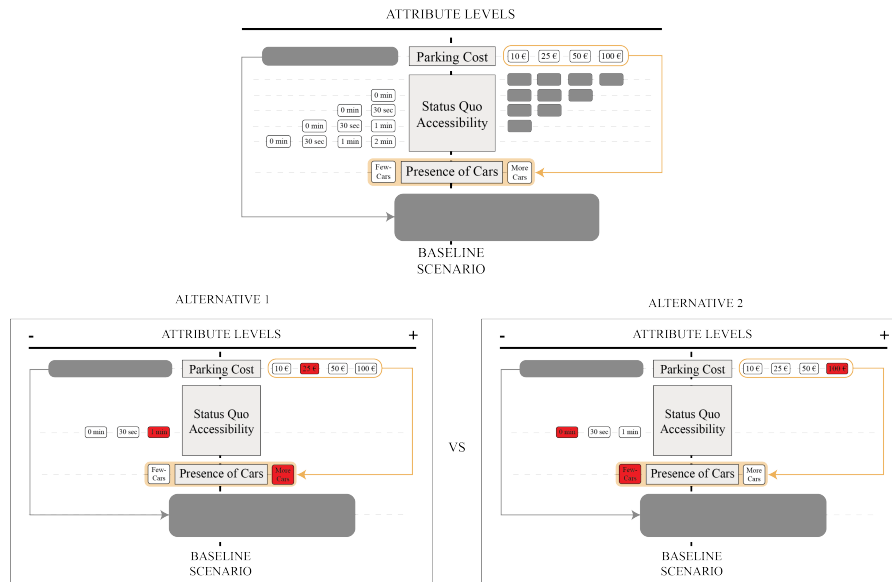 ATTRIBUTE LEVELS
Parking Cost
10 € 25 € 50 € 100 €
Status Quo
Accessibility
0 min
0 min 30 sec
0 min 30 sec 1 min
0 min 30 sec 1 min 2 min
Few-
Cars
Presence of Cars
More
Cars
BASELINE
SCENARIO
ALTERNATIVE 1
- ATTRIBUTE LEVELS +
Parking Cost
10 € 25 € 50 € 100 €
Status Quo
Accessibility
0 min 30 sec 1 min
Few-
Cars
Presence of Cars
More
Cars
BASELINE
SCENARIO
VS
ALTERNATIVE 2
- ATTRIBUTE LEVELS +
Parking Cost
10 € 25 € 50 € 100 €
Status Quo
Accessibility
0 min 30 sec 1 min
Few-
Cars
Presence of Cars
More
Cars
BASELINE
SCENARIO